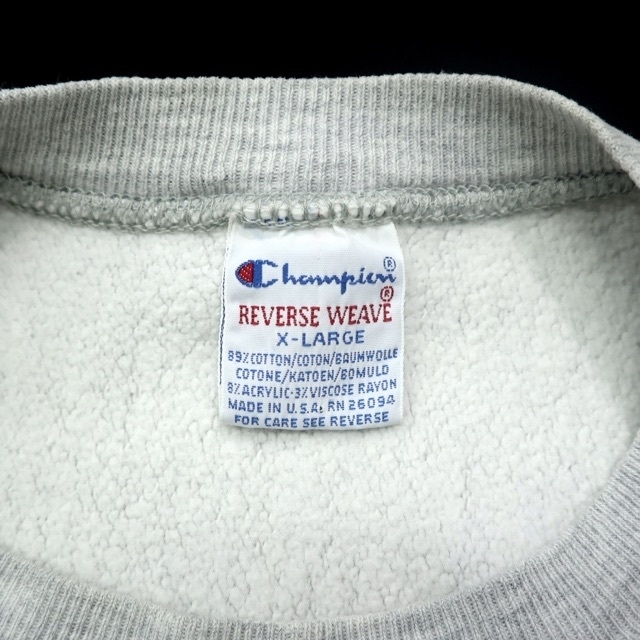 Champion®
REVERSE WEAVE®
X-LARGE
89% COTTON/COTON/BAUMWOLLE
COTONE/KATOEN/BOMULD
8% ACRYLIC·3% VISCOSE RAYON
MADE IN U.S.A. RN 26094
FOR CARE SEE REVERSE